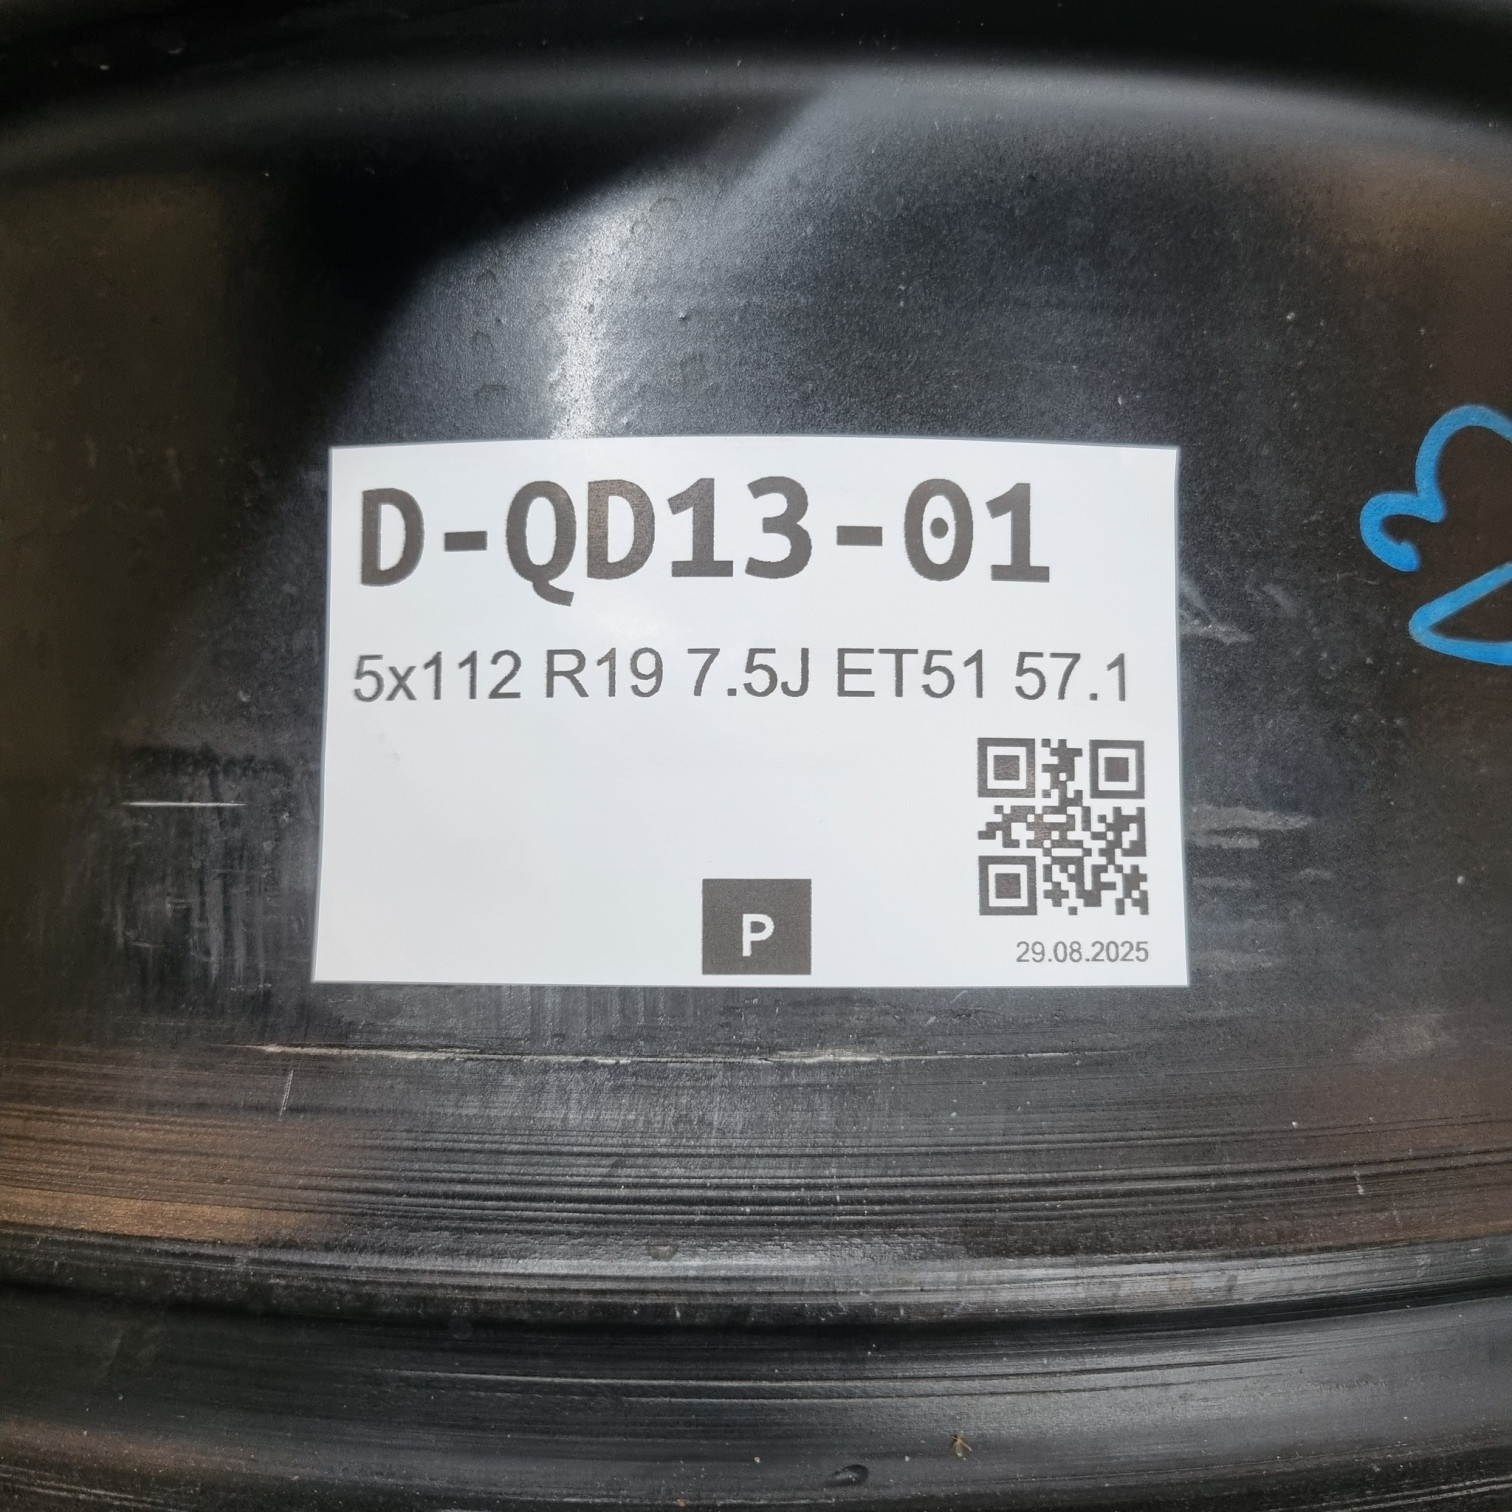 D-QD13-01
5x112 R19 7.5J ET51 57.1
P
29.08.2025